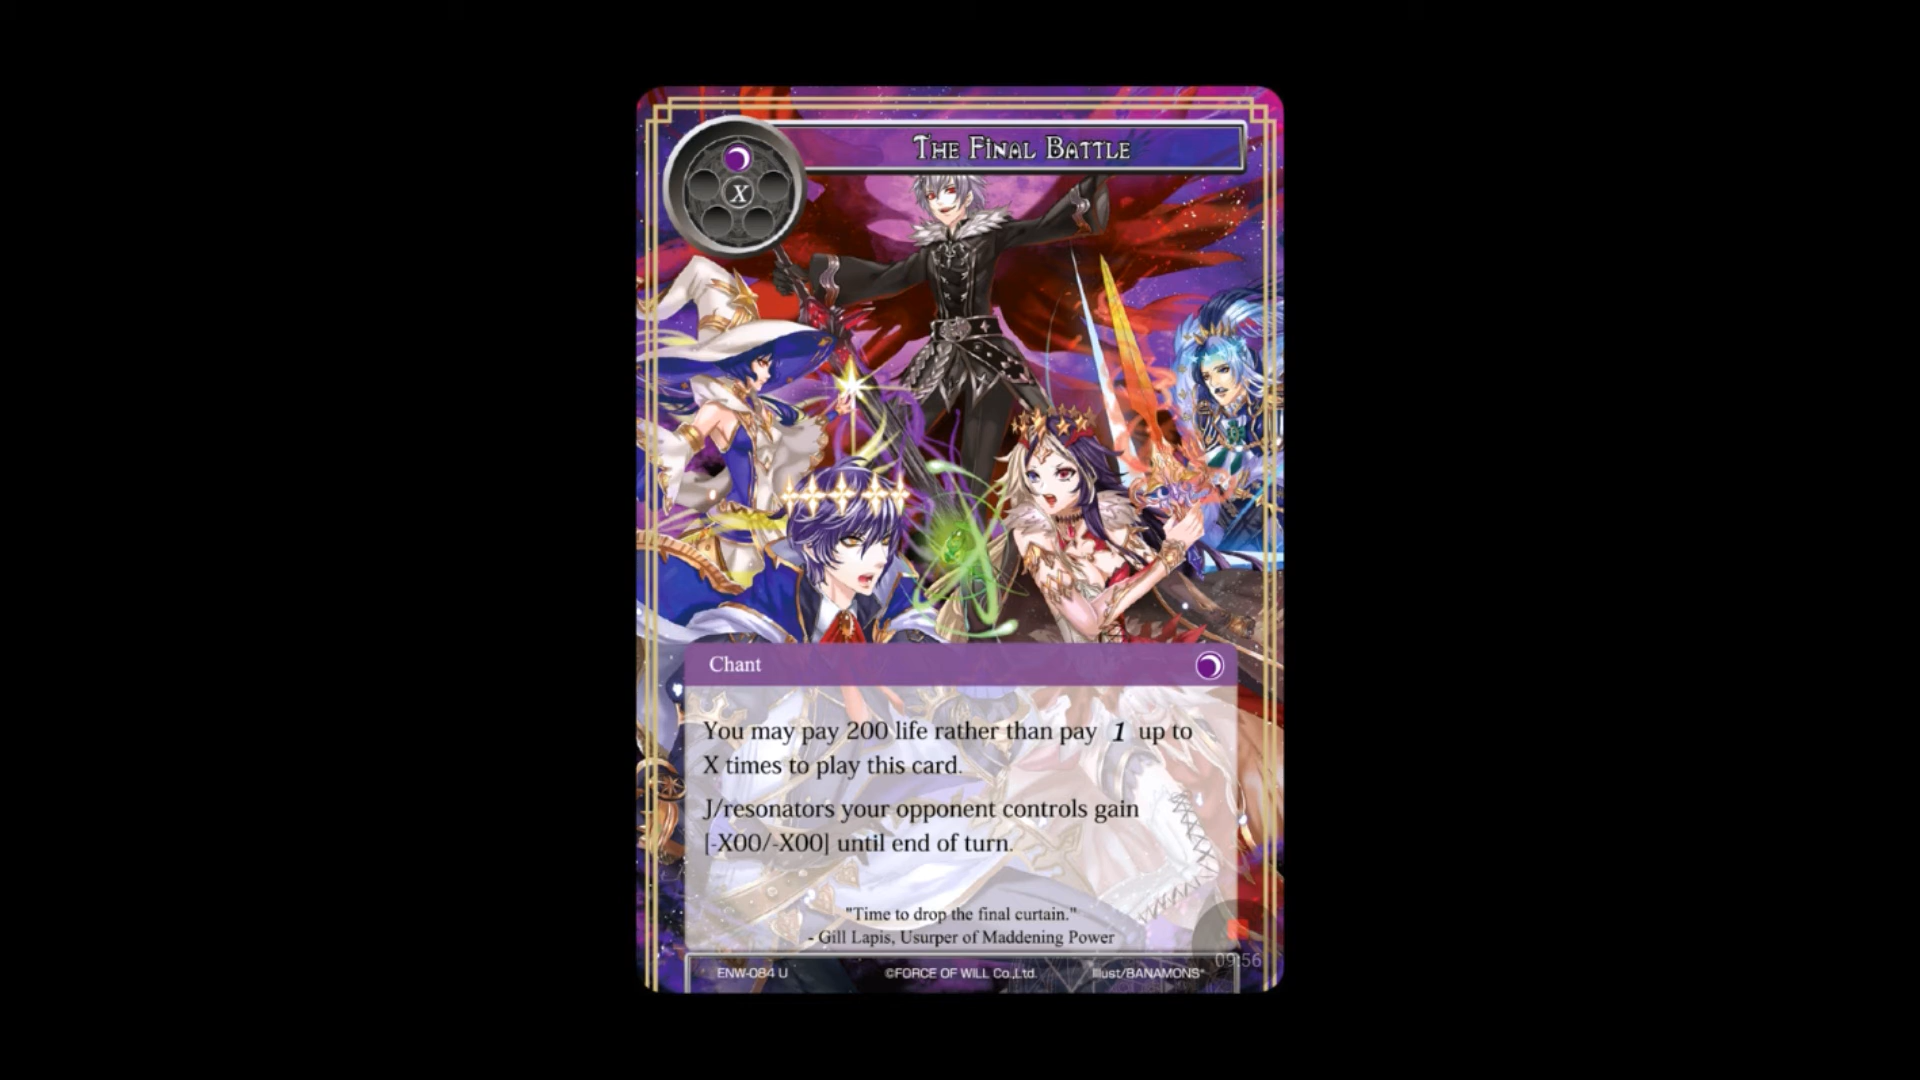 THE FINAL BATTLE
X
Chant
You may pay 200 life rather than pay 1 up to
X times to play this card.
J/resonators your opponent controls gain
[-X00/-X00] until end of turn.
"Time to drop the final curtain."
- Gill Lapis, Usurper of Maddening Power
09:56
ENW-084 U ©FORCE OF WILL Co.,Ltd. Illust/BANAMONS*